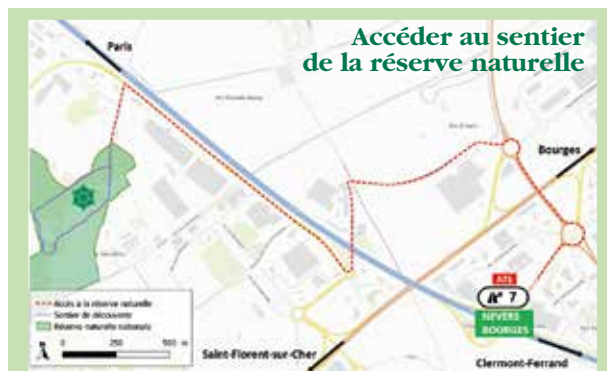 Accéder au sentier
de la réserve naturelle
Paris
Bourges
A71
N° 7
NEVERS
BOURGES
Accès à la réserve naturelle
Sentier de découverte
Réserve naturelle nationale
N
0 250 500 m
Saint-Florent-sur-Cher
Clermont-Ferrand